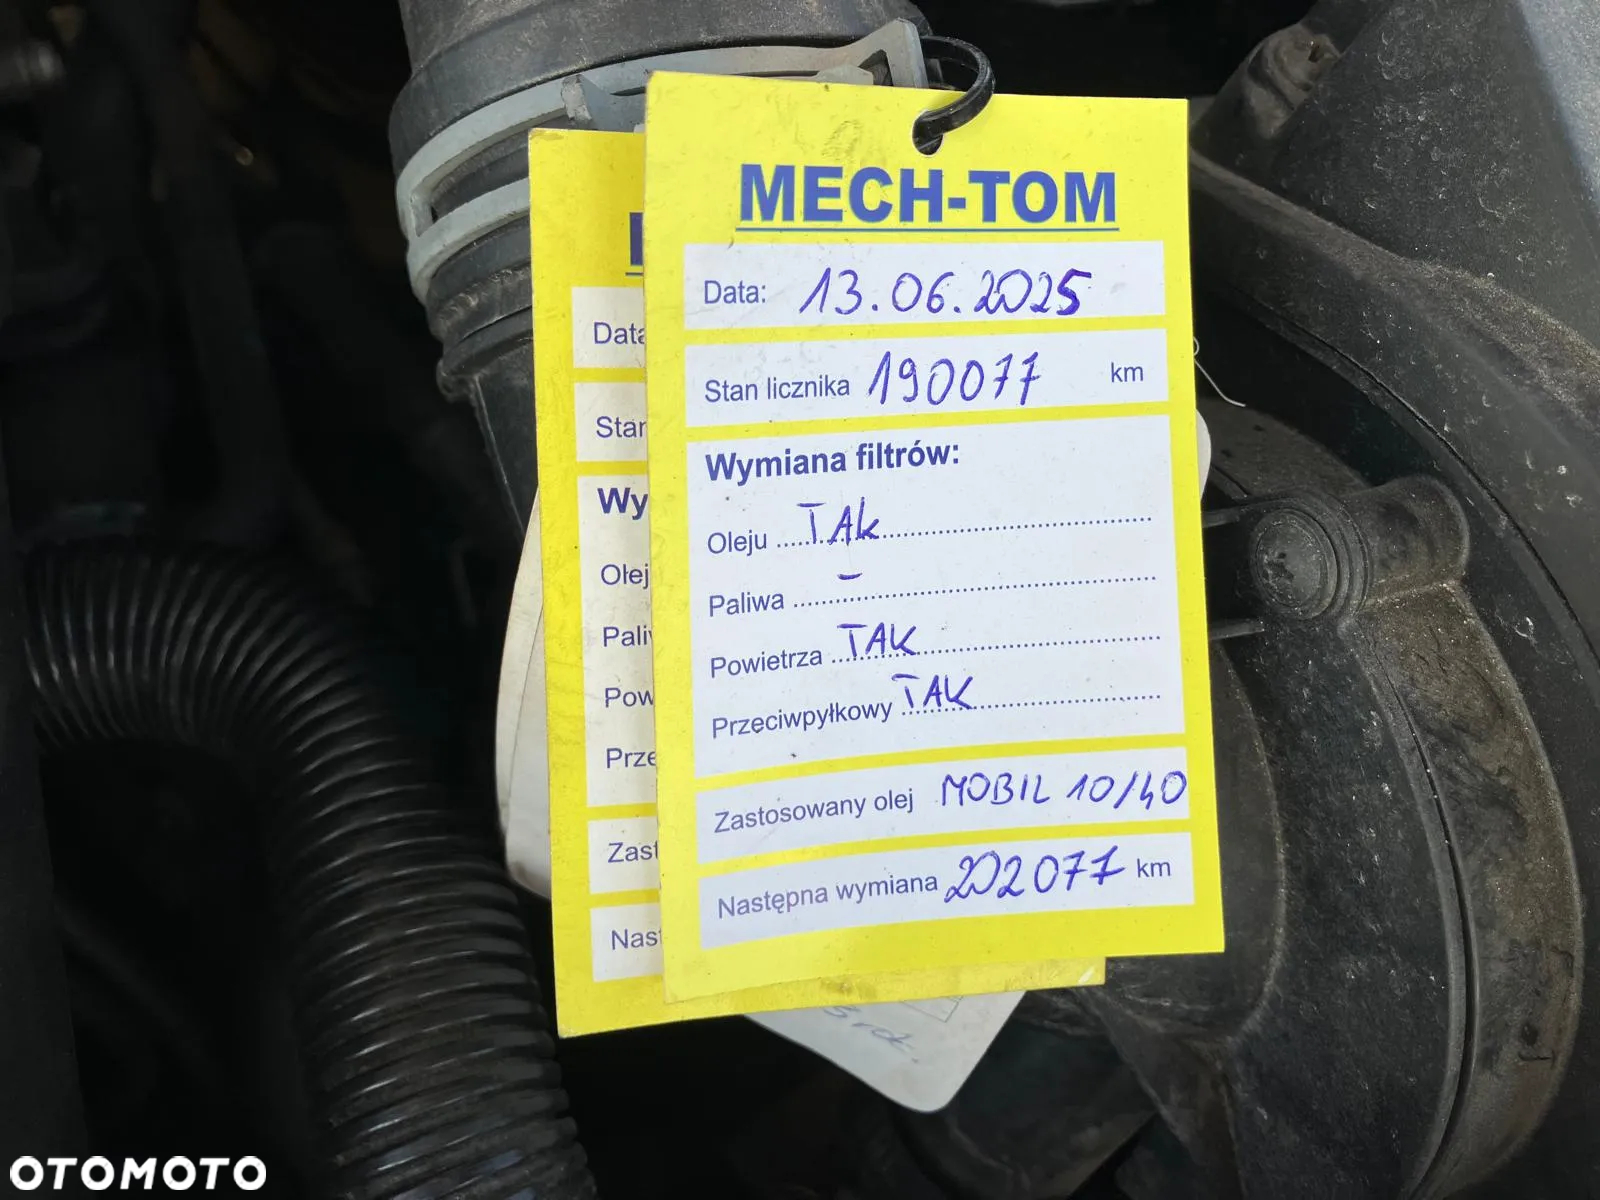 MECH-TOM
Data: 13.06.2025
Stan licznika 190077 km
Wymiana filtrów:
Oleju TAK
Paliwa –
Powietrza TAK
Przeciwpyłkowy TAK
Zastosowany olej MOBIL 10/40
Następna wymiana 202077 km
Data
Stan
Wy
Olej
Pali
Pow
Prze
Zast
Nast
OTOMOTO